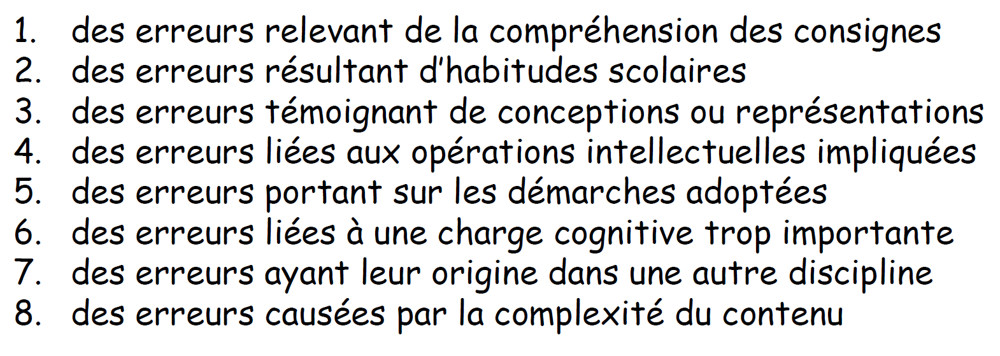 1. des erreurs relevant de la compréhension des consignes
2. des erreurs résultant d'habitudes scolaires
3. des erreurs témoignant de conceptions ou représentations
4. des erreurs liées aux opérations intellectuelles impliquées
5. des erreurs portant sur les démarches adoptées
6. des erreurs liées à une charge cognitive trop importante
7. des erreurs ayant leur origine dans une autre discipline
8. des erreurs causées par la complexité du contenu